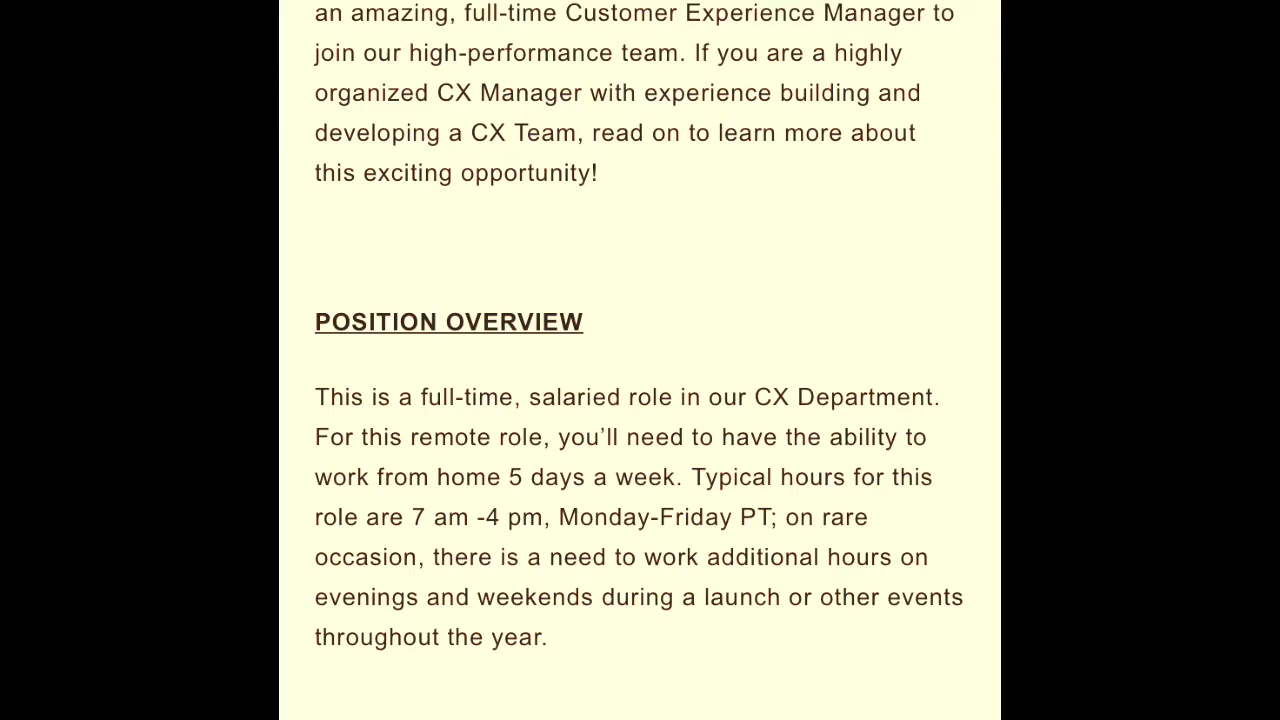 an amazing, full-time Customer Experience Manager to
join our high-performance team. If you are a highly
organized CX Manager with experience building and
developing a CX Team, read on to learn more about
this exciting opportunity!
POSITION OVERVIEW
This is a full-time, salaried role in our CX Department.
For this remote role, you’ll need to have the ability to
work from home 5 days a week. Typical hours for this
role are 7 am -4 pm, Monday-Friday PT; on rare
occasion, there is a need to work additional hours on
evenings and weekends during a launch or other events
throughout the year.